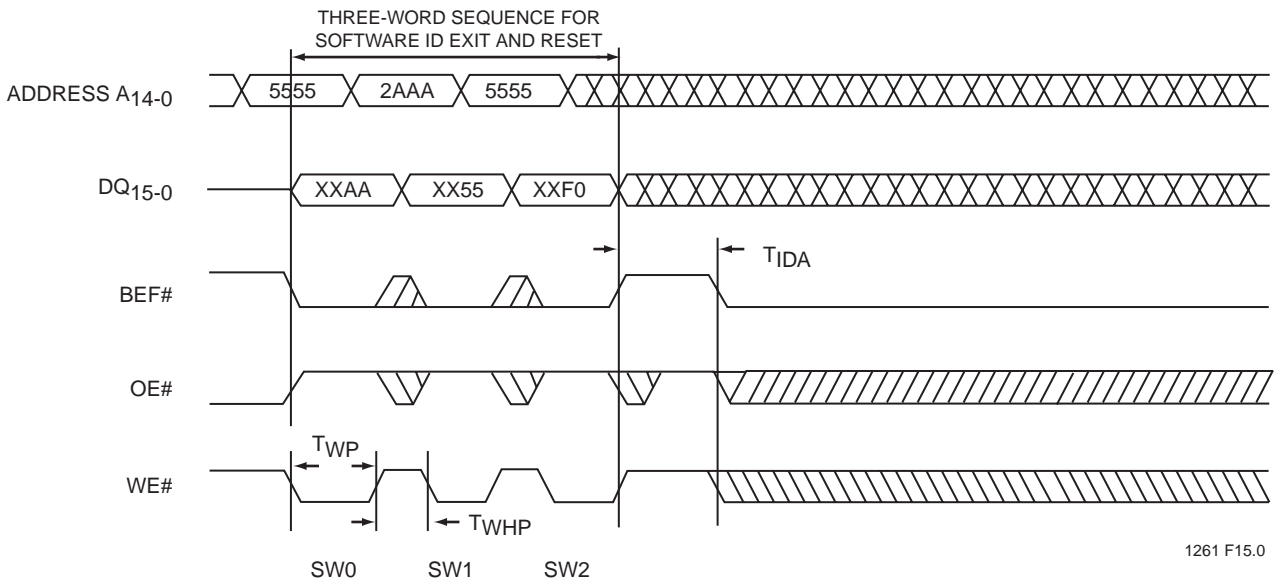 THREE-WORD SEQUENCE FOR
SOFTWARE ID EXIT AND RESET
ADDRESS A14-0
5555
2AAA
5555
DQ15-0
XXAA
XX55
XXF0
TIDA
BEF#
OE#
TWP
WE#
TWHP
SW0
SW1
SW2
1261 F15.0